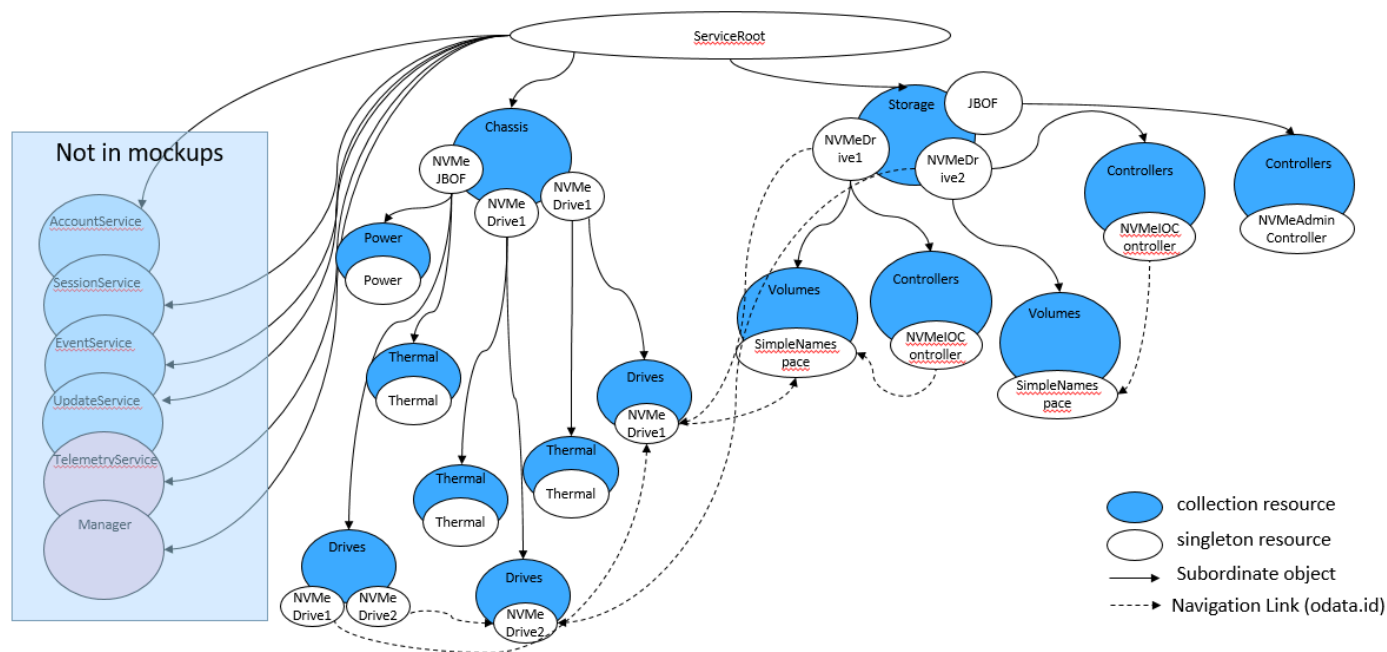 ServiceRoot
Storage
JBOF
Chassis
NVMeDr
ive1
NVMeDr
ive2
Not in mockups
NVMe
JBOF
NVMe
Drive1
NVMe
Drive1
Controllers
NVMeIOC
ontroller
Controllers
NVMeAdmin
Controller
AccountService
SessionService
EventService
UpdateService
TelemetryService
Manager
Power
Power
Volumes
SimpleNames
pace
Controllers
NVMeIOC
ontroller
Volumes
SimpleNames
pace
Thermal
Thermal
Drives
NVMe
Drive1
Thermal
Thermal
Thermal
Thermal
Drives
NVMe
Drive1
NVMe
Drive2
Drives
NVMe
Drive2
collection resource
singleton resource
Subordinate object
Navigation Link (odata.id)